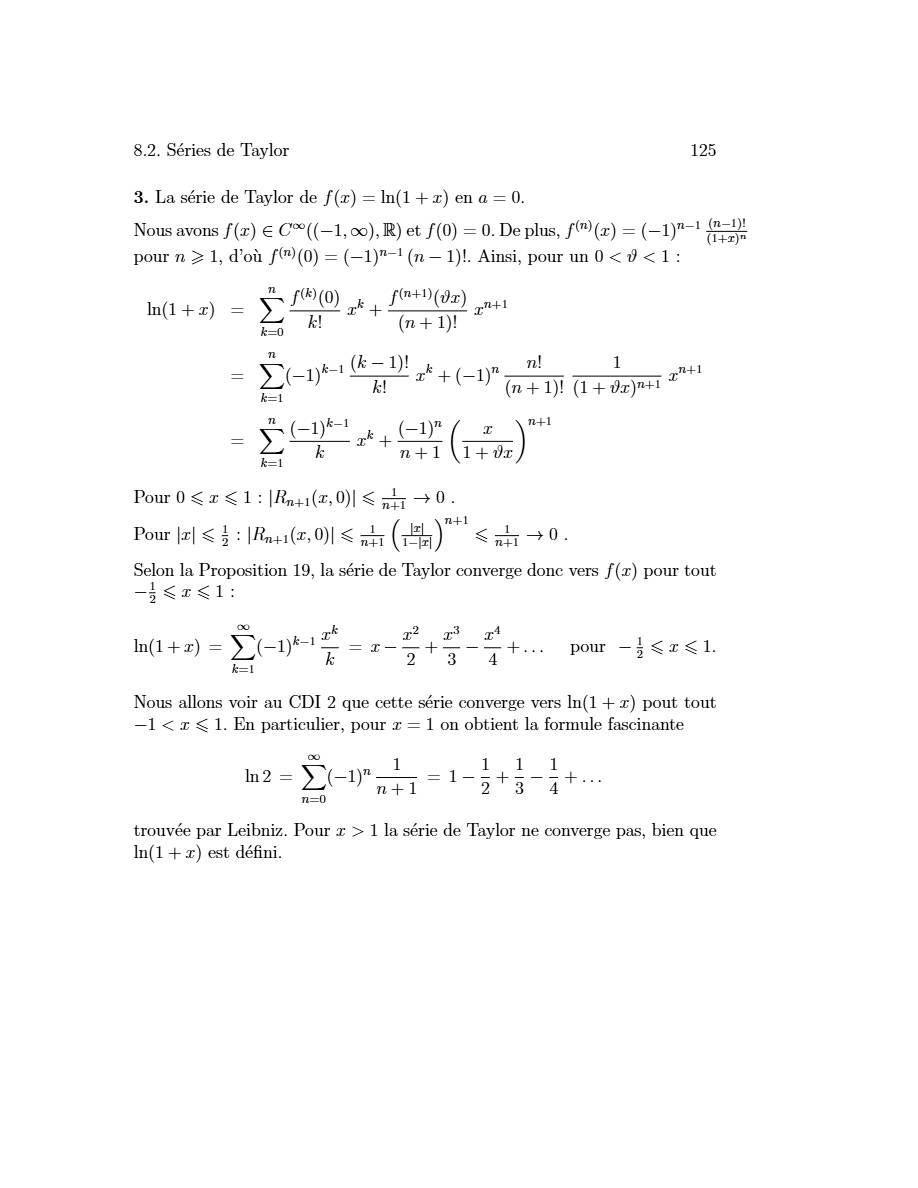 8.2. Séries de Taylor 125
3. La série de Taylor de f(x) = ln(1 + x) en a = 0.
Nous avons f(x) ∈ C^∞((−1, ∞), ℝ) et f(0) = 0. De plus, f^(n)(x) = (−1)^{n−1} (n−1)!/(1+x)^n
pour n ⩾ 1, d'où f^(n)(0) = (−1)^{n−1} (n − 1)!. Ainsi, pour un 0 < ϑ < 1 :
ln(1 + x) = ∑_{k=0}^{n} f^(k)(0)/k! x^k + f^(n+1)(ϑx)/(n + 1)! x^{n+1}
= ∑_{k=1}^{n} (−1)^{k−1} (k − 1)!/k! x^k + (−1)^n n!/(n + 1)! 1/(1 + ϑx)^{n+1} x^{n+1}
= ∑_{k=1}^{n} (−1)^{k−1}/k x^k + (−1)^n/(n + 1) (x/(1 + ϑx))^{n+1}
Pour 0 ⩽ x ⩽ 1 : |R_{n+1}(x, 0)| ⩽ 1/(n+1) → 0 .
Pour |x| ⩽ 1/2 : |R_{n+1}(x, 0)| ⩽ 1/(n+1) (|x|/(1−|x|))^{n+1} ⩽ 1/(n+1) → 0 .
Selon la Proposition 19, la série de Taylor converge donc vers f(x) pour tout
−1/2 ⩽ x ⩽ 1 :
ln(1 + x) = ∑_{k=1}^{∞} (−1)^{k−1} x^k/k = x − x^2/2 + x^3/3 − x^4/4 + . . . pour −1/2 ⩽ x ⩽ 1.
Nous allons voir au CDI 2 que cette série converge vers ln(1 + x) pout tout
−1 < x ⩽ 1. En particulier, pour x = 1 on obtient la formule fascinante
ln 2 = ∑_{n=0}^{∞} (−1)^n 1/(n + 1) = 1 − 1/2 + 1/3 − 1/4 + . . .
trouvée par Leibniz. Pour x > 1 la série de Taylor ne converge pas, bien que
ln(1 + x) est défini.